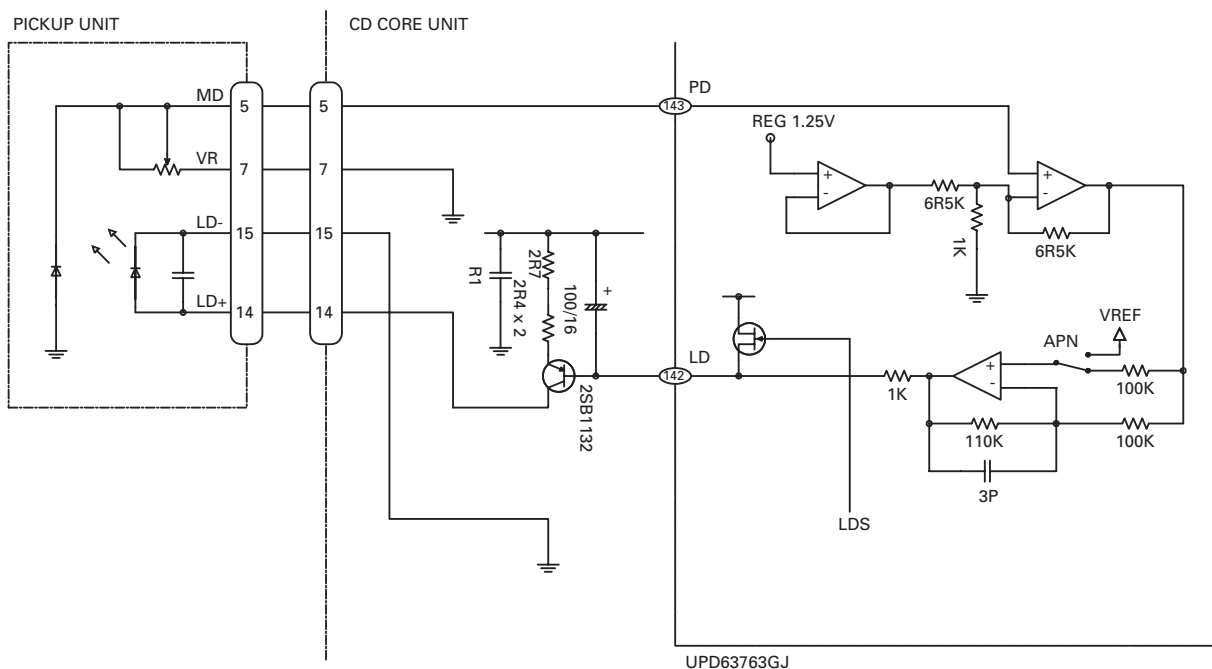 PICKUP UNIT
CD CORE UNIT
MD
5
5
143
PD
REG 1.25V
+
-
6R5K
1K
+
-
6R5K
VR
7
7
LD-
15
15
R1
2R4 x 2
2R7
100/16
+
LD+
14
14
2SB1132
LD
142
1K
+
-
APN
VREF
100K
110K
100K
3P
LDS
UPD63763GJ